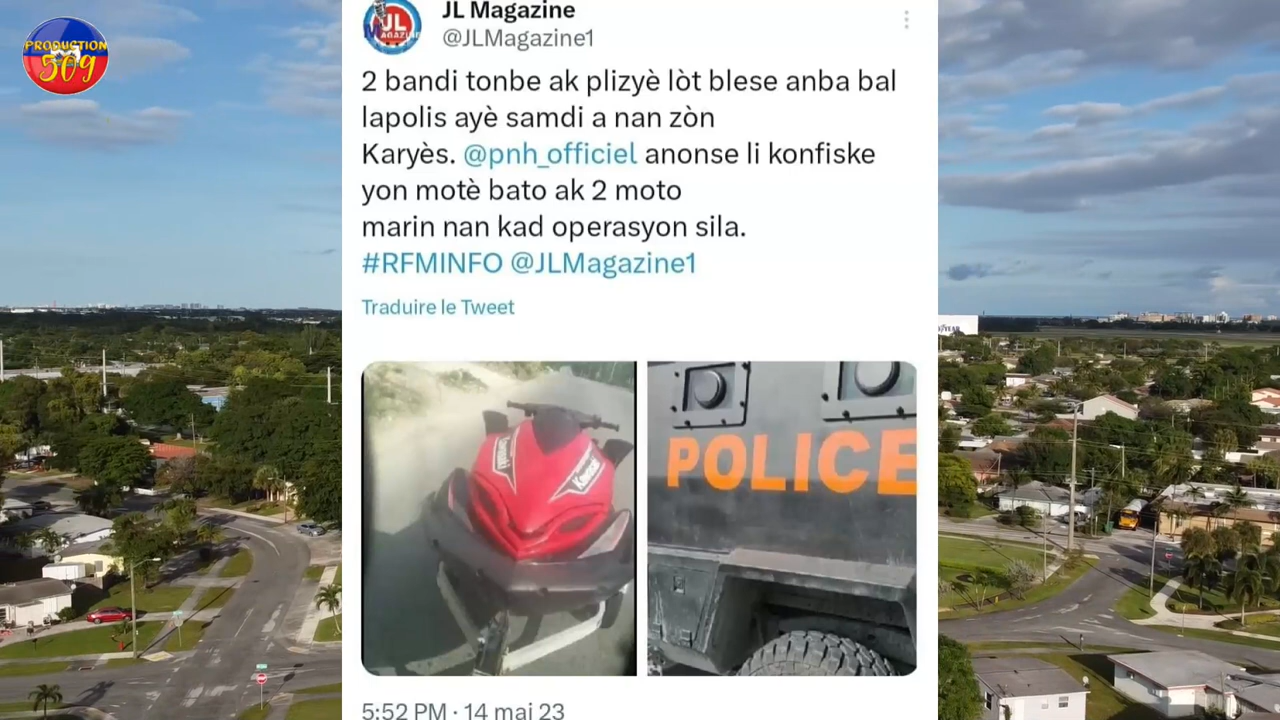 PRODUCTION
509
JL Magazine
@JLMagazine1
2 bandi tonbe ak plizyè lòt blese anba bal
lapolis ayè samdi a nan zòn
Karyès. @pnh_officiel anonse li konfiske
yon motè bato ak 2 moto
marin nan kad operasyon sila.
#RFMINFO @JLMagazine1
Traduire le Tweet
POLICE
5:52 PM · 14 mai 23